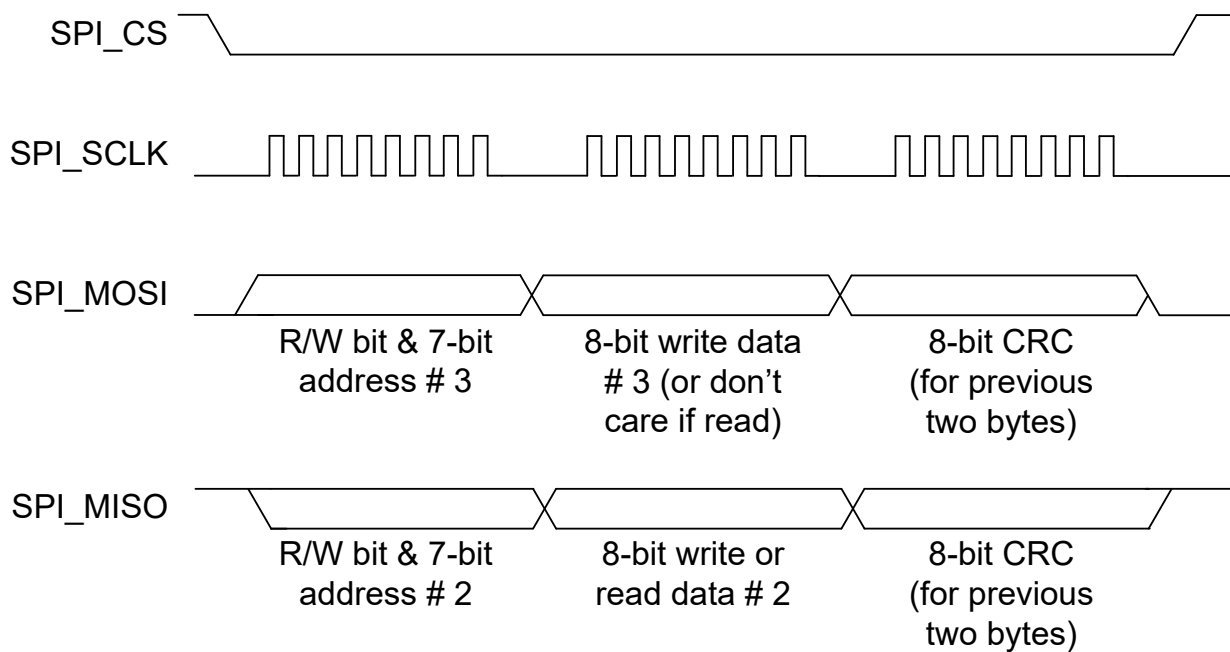 SPI_CS
SPI_SCLK
SPI_MOSI
R/W bit & 7-bit
address # 3
8-bit write data
# 3 (or don’t
care if read)
8-bit CRC
(for previous
two bytes)
SPI_MISO
R/W bit & 7-bit
address # 2
8-bit write or
read data # 2
8-bit CRC
(for previous
two bytes)